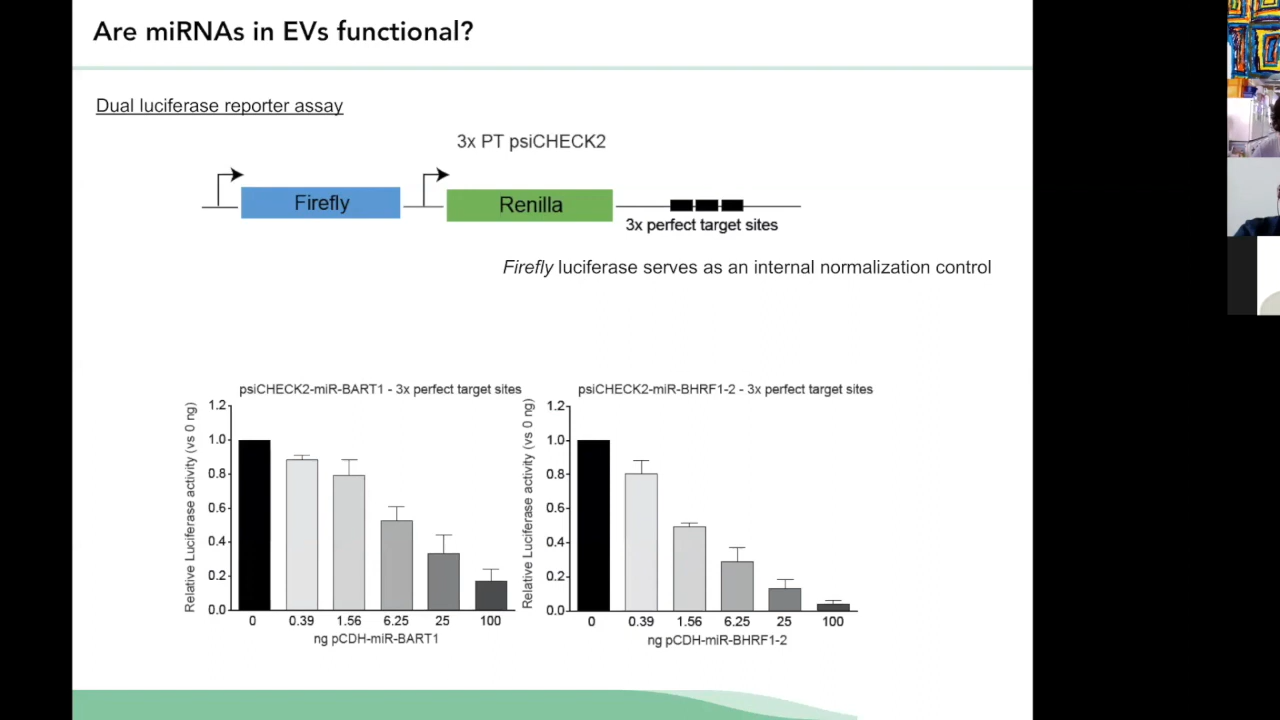 Are miRNAs in EVs functional?
Dual luciferase reporter assay
3x PT psiCHECK2
Firefly
Renilla
3x perfect target sites
Firefly luciferase serves as an internal normalization control
psiCHECK2-miR-BART1 - 3x perfect target sites
Relative Luciferase activity (vs 0 ng)
1.2
1.0
0.8
0.6
0.4
0.2
0.0
0 0.39 1.56 6.25 25 100
ng pCDH-miR-BART1
psiCHECK2-miR-BHRF1-2 - 3x perfect target sites
Relative Luciferase activity (vs 0 ng)
1.2
1.0
0.8
0.6
0.4
0.2
0.0
0 0.39 1.56 6.25 25 100
ng pCDH-miR-BHRF1-2